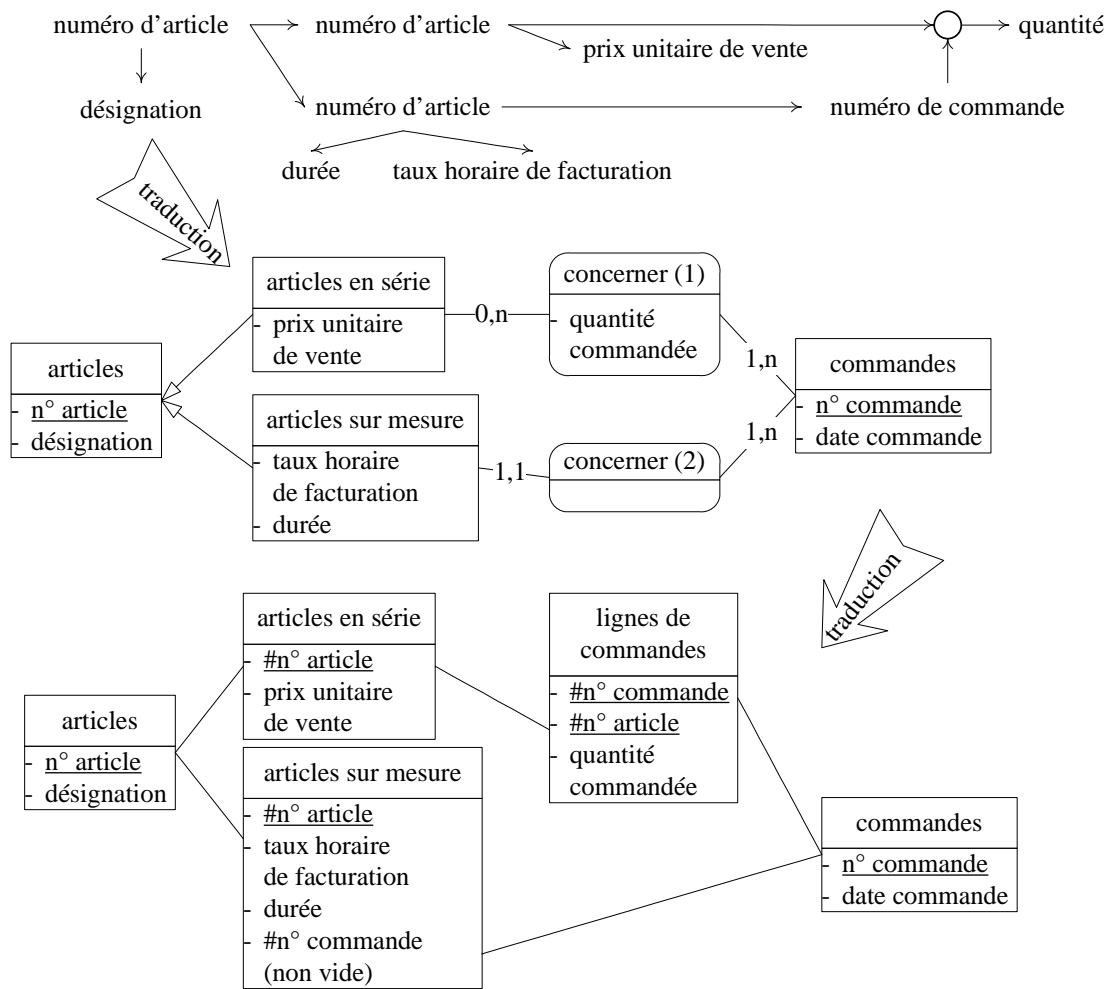 numéro d'article
numéro d'article
quantité
prix unitaire de vente
désignation
numéro d'article
numéro de commande
durée
taux horaire de facturation
traduction
articles en série
- prix unitaire
de vente
0,n
concerner (1)
- quantité
commandée
1,n
articles
- n° article
- désignation
articles sur mesure
- taux horaire
de facturation
- durée
1,1
concerner (2)
1,n
commandes
- n° commande
- date commande
traduction
articles en série
- #n° article
- prix unitaire
de vente
lignes de
commandes
- #n° commande
- #n° article
- quantité
commandée
articles
- n° article
- désignation
articles sur mesure
- #n° article
- taux horaire
de facturation
- durée
- #n° commande
(non vide)
commandes
- n° commande
- date commande